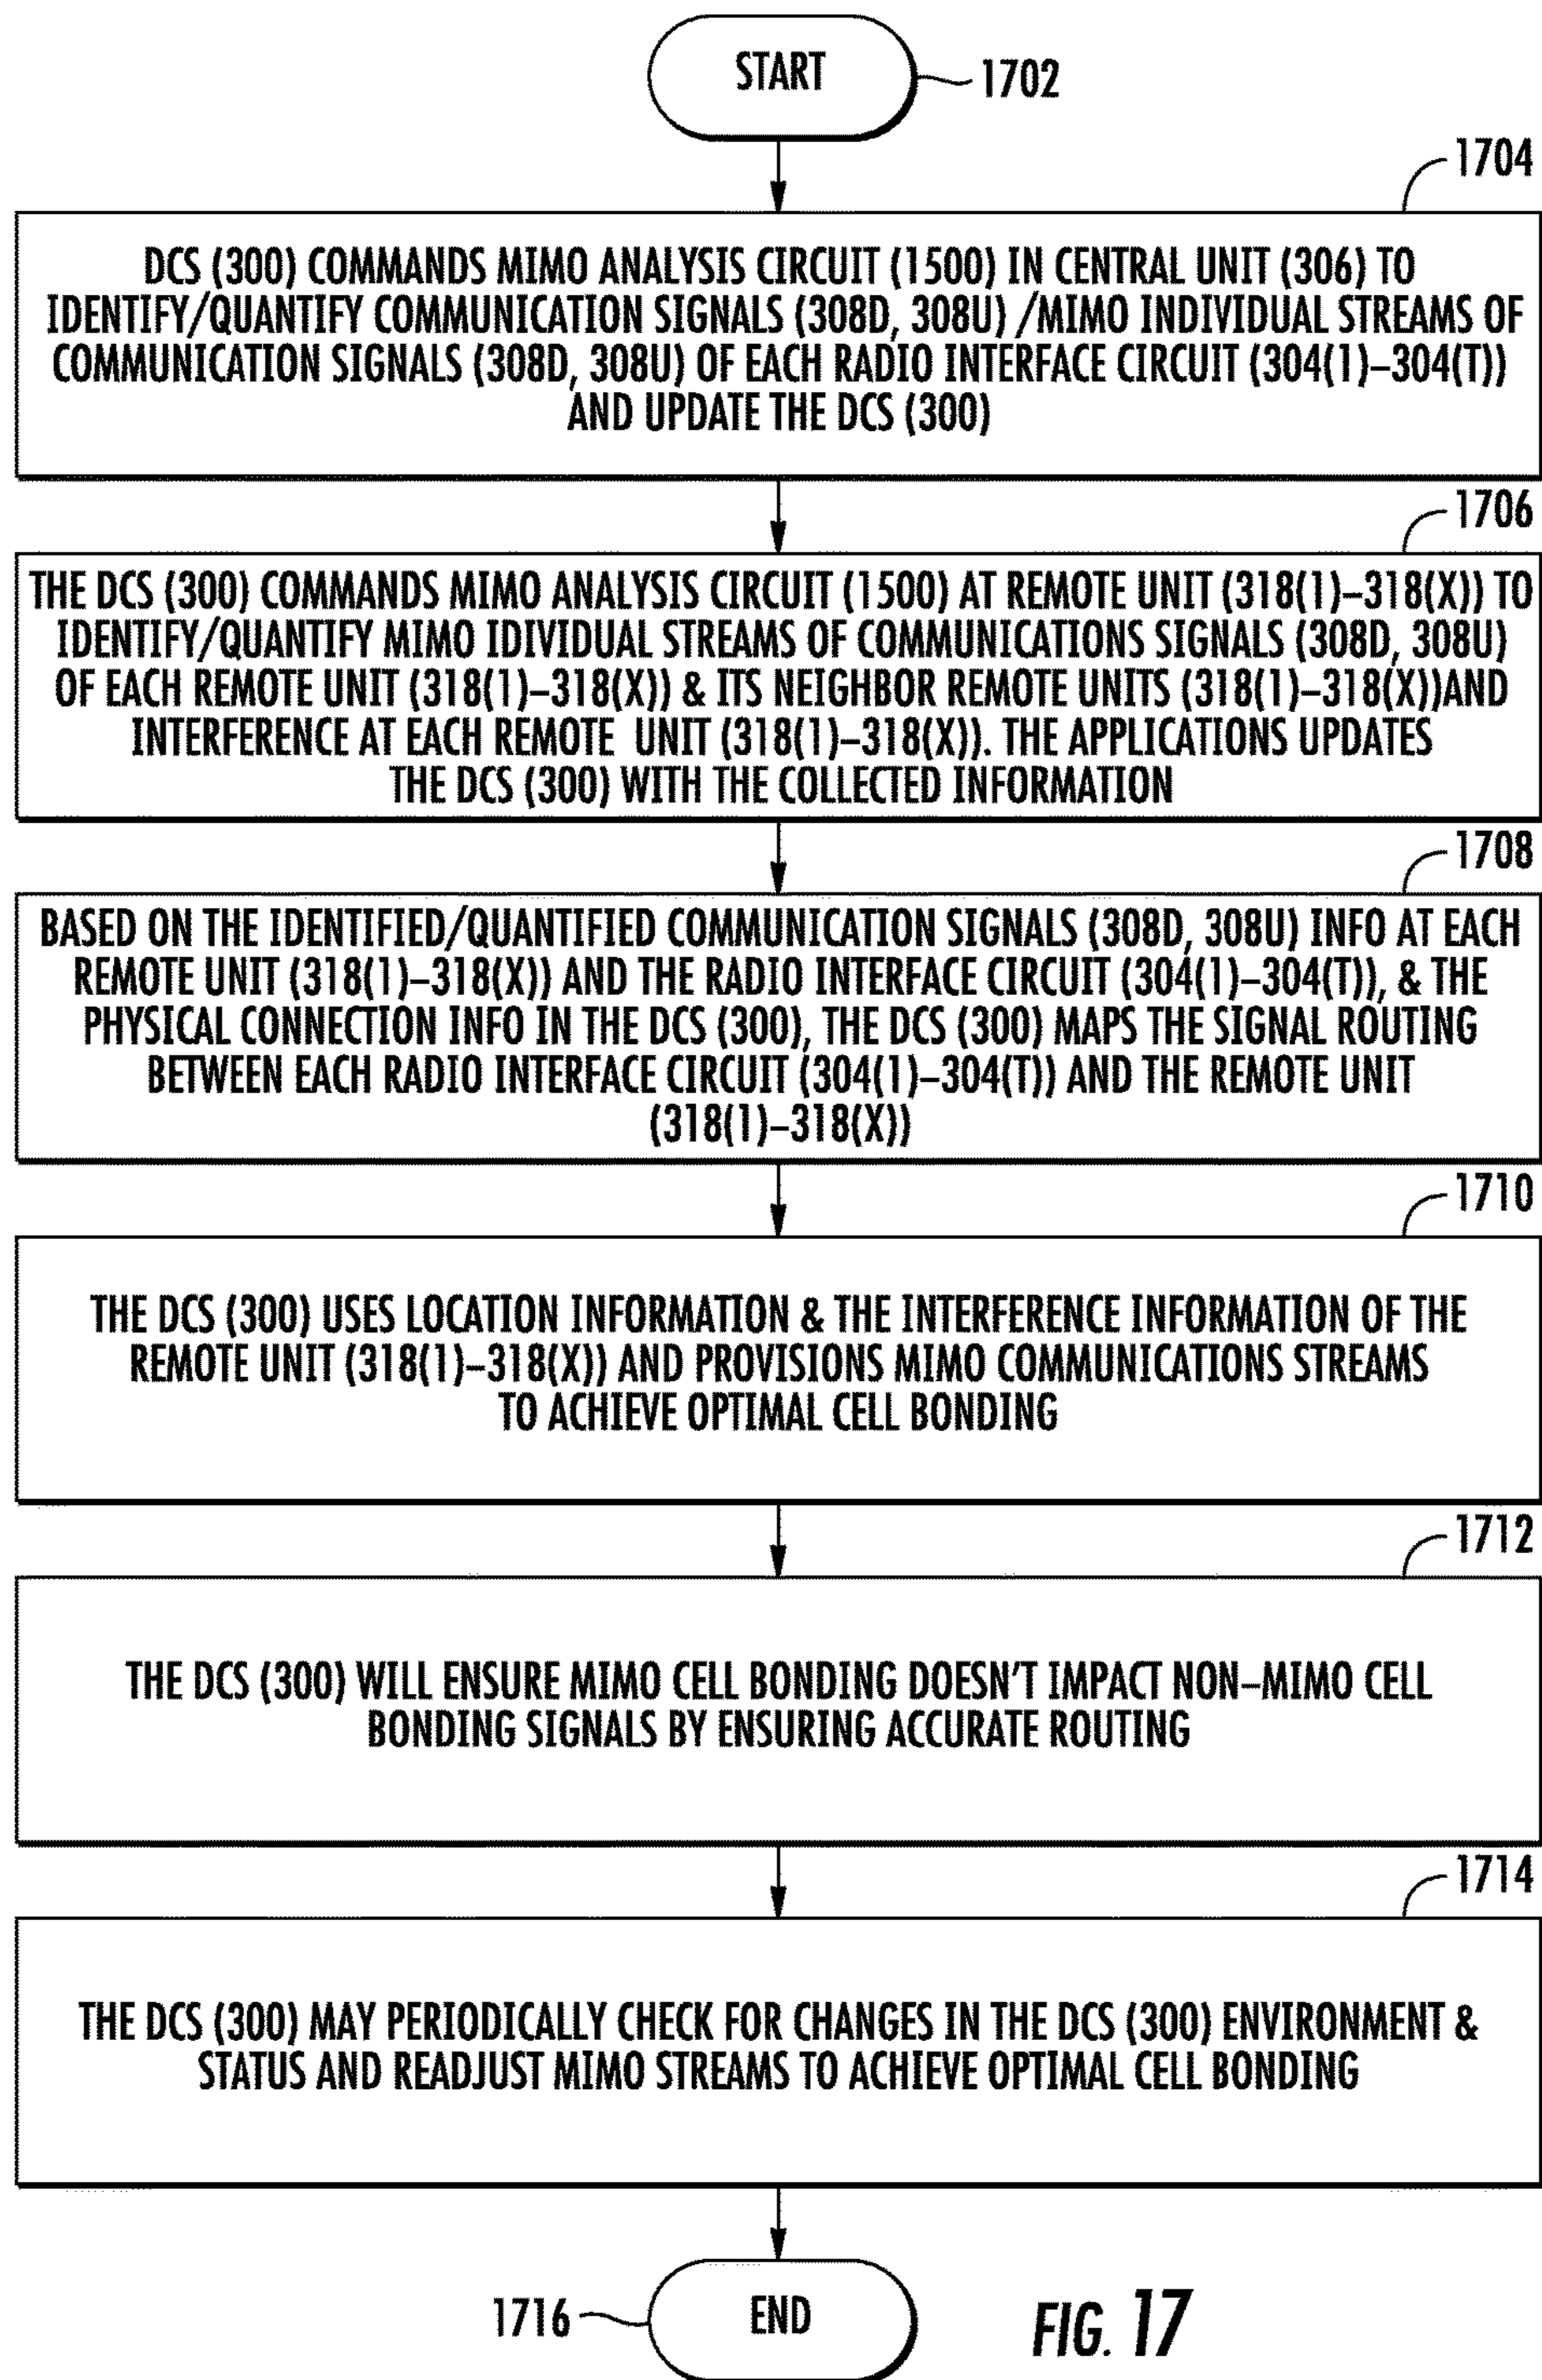 START
1702
1704
DCS (300) COMMANDS MIMO ANALYSIS CIRCUIT (1500) IN CENTRAL UNIT (306) TO
IDENTIFY/QUANTIFY COMMUNICATION SIGNALS (308D, 308U) /MIMO INDIVIDUAL STREAMS OF
COMMUNICATION SIGNALS (308D, 308U) OF EACH RADIO INTERFACE CIRCUIT (304(1)–304(T))
AND UPDATE THE DCS (300)
1706
THE DCS (300) COMMANDS MIMO ANALYSIS CIRCUIT (1500) AT REMOTE UNIT (318(1)–318(X)) TO
IDENTIFY/QUANTIFY MIMO IDIVIDUAL STREAMS OF COMMUNICATIONS SIGNALS (308D, 308U)
OF EACH REMOTE UNIT (318(1)–318(X)) & ITS NEIGHBOR REMOTE UNITS (318(1)–318(X))AND
INTERFERENCE AT EACH REMOTE UNIT (318(1)–318(X)). THE APPLICATIONS UPDATES
THE DCS (300) WITH THE COLLECTED INFORMATION
1708
BASED ON THE IDENTIFIED/QUANTIFIED COMMUNICATION SIGNALS (308D, 308U) INFO AT EACH
REMOTE UNIT (318(1)–318(X)) AND THE RADIO INTERFACE CIRCUIT (304(1)–304(T)), & THE
PHYSICAL CONNECTION INFO IN THE DCS (300), THE DCS (300) MAPS THE SIGNAL ROUTING
BETWEEN EACH RADIO INTERFACE CIRCUIT (304(1)–304(T)) AND THE REMOTE UNIT
(318(1)–318(X))
1710
THE DCS (300) USES LOCATION INFORMATION & THE INTERFERENCE INFORMATION OF THE
REMOTE UNIT (318(1)–318(X)) AND PROVISIONS MIMO COMMUNICATIONS STREAMS
TO ACHIEVE OPTIMAL CELL BONDING
1712
THE DCS (300) WILL ENSURE MIMO CELL BONDING DOESN'T IMPACT NON–MIMO CELL
BONDING SIGNALS BY ENSURING ACCURATE ROUTING
1714
THE DCS (300) MAY PERIODICALLY CHECK FOR CHANGES IN THE DCS (300) ENVIRONMENT &
STATUS AND READJUST MIMO STREAMS TO ACHIEVE OPTIMAL CELL BONDING
1716
END
FIG. 17